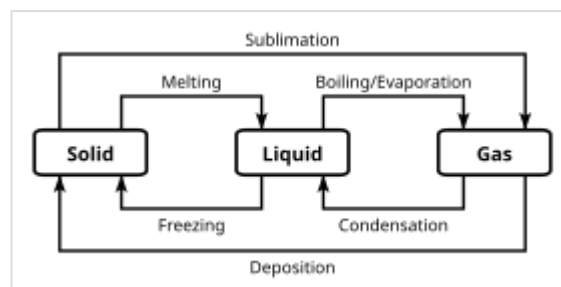 Sublimation
Melting
Boiling/Evaporation
Solid
Liquid
Gas
Freezing
Condensation
Deposition